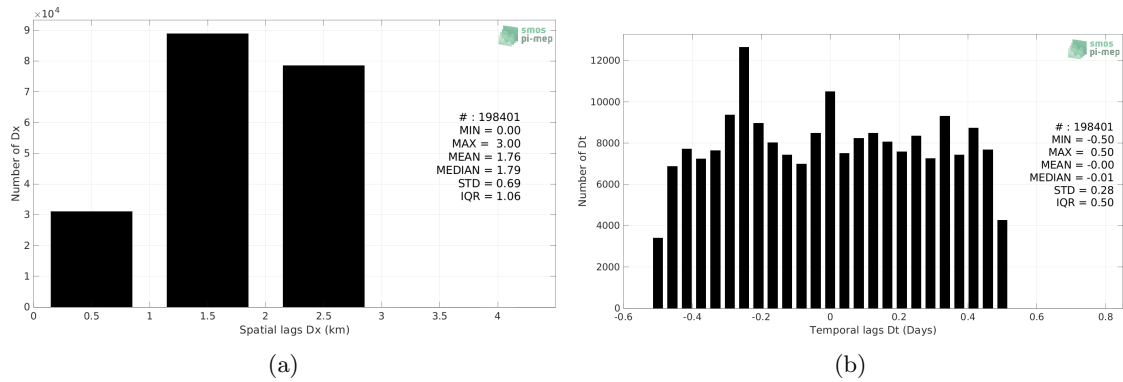 ×10⁴
9
8
7
6
5
4
3
2
1
0
Number of Dx
smos
pi-mep
# : 198401
MIN = 0.00
MAX = 3.00
MEAN = 1.76
MEDIAN = 1.79
STD = 0.69
IQR = 1.06
0 0.5 1 1.5 2 2.5 3 3.5 4
Spatial lags Dx (km)
(a)
12000
10000
8000
6000
4000
2000
0
Number of Dt
smos
pi-mep
# : 198401
MIN = -0.50
MAX = 0.50
MEAN = -0.00
MEDIAN = -0.01
STD = 0.28
IQR = 0.50
-0.6 -0.4 -0.2 0 0.2 0.4 0.6 0.8
Temporal lags Dt (Days)
(b)